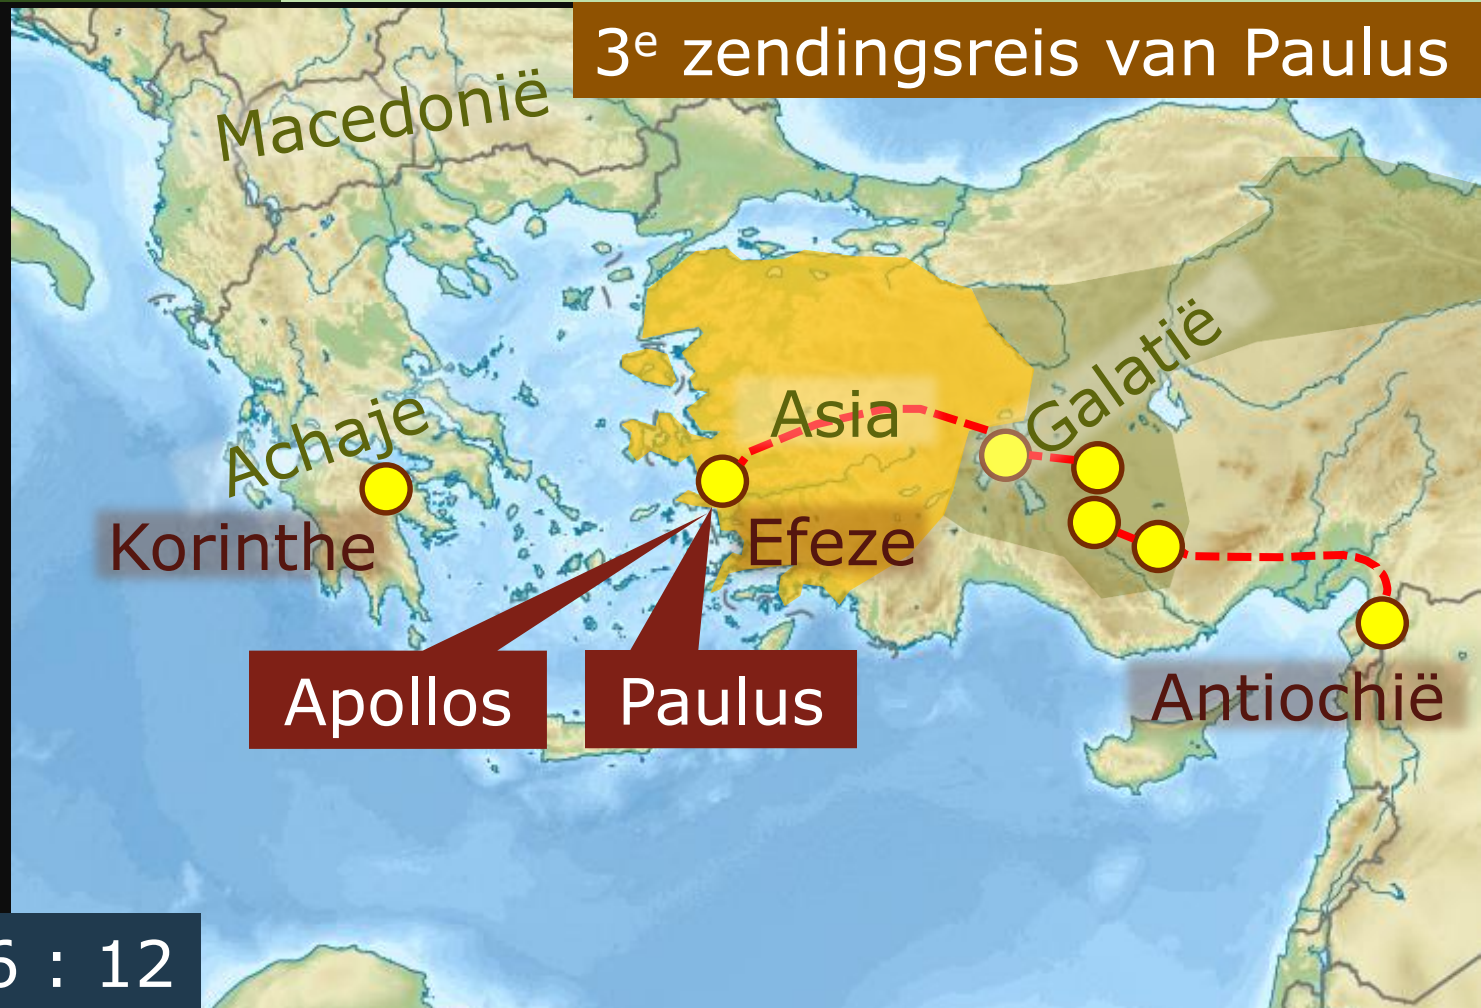 3e zendingsreis van Paulus
Macedonië
Galatië
Asia
Achaje
Korinthe
Efeze
Apollos
Paulus
Antiochië
: 12